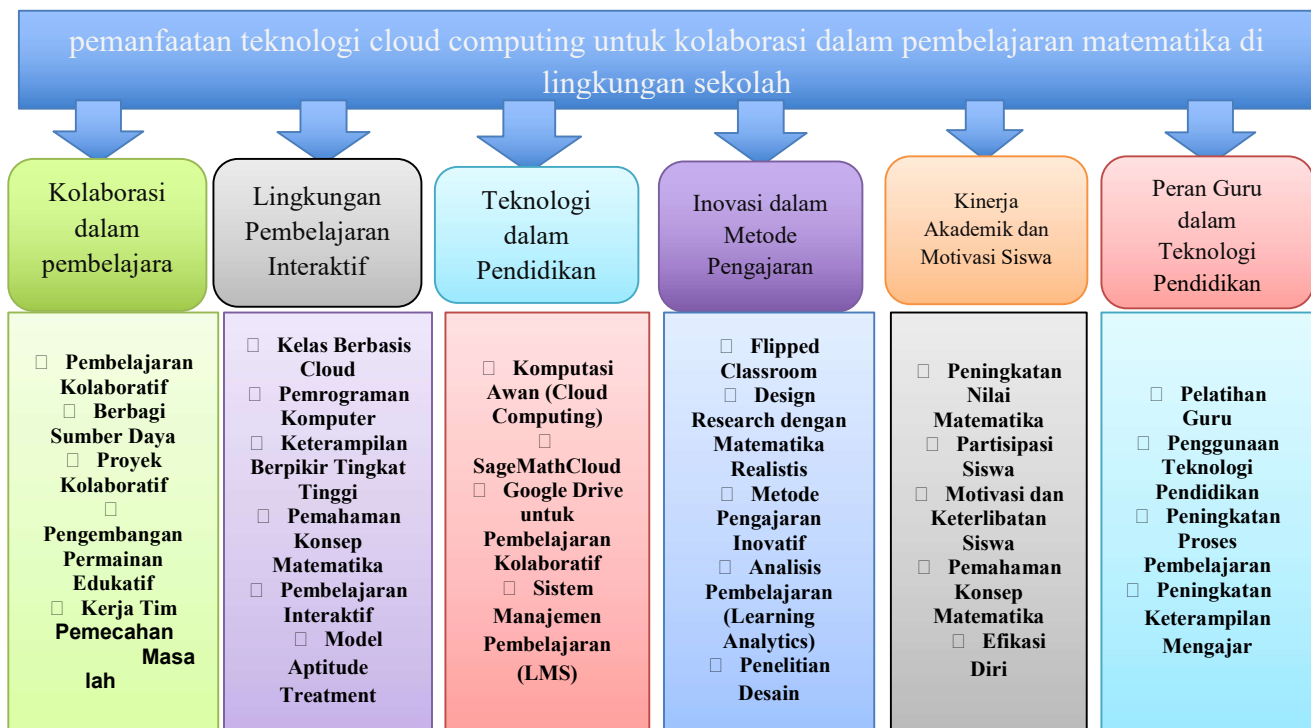 pemanfaatan teknologi cloud computing untuk kolaborasi dalam pembelajaran matematika di
lingkungan sekolah
Kolaborasi
dalam
pembelajara
Lingkungan
Pembelajaran
Interaktif
Teknologi
dalam
Pendidikan
Inovasi dalam
Metode
Pengajaran
Kinerja
Akademik dan
Motivasi Siswa
Peran Guru
dalam
Teknologi
Pendidikan
□ Pembelajaran
Kolaboratif
□ Berbagi
Sumber Daya
□ Proyek
Kolaboratif
□
Pengembangan
Permainan
Edukatif
□ Kerja Tim
Pemecahan
Masa
lah
□ Kelas Berbasis
Cloud
□ Pemrograman
Komputer
□ Keterampilan
Berpikir Tingkat
Tinggi
□ Pemahaman
Konsep
Matematika
□ Pembelajaran
Interaktif
□ Model
Aptitude
Treatment
□ Komputasi
Awan (Cloud
Computing)
□
SageMathCloud
□ Google Drive
untuk
Pembelajaran
Kolaboratif
□ Sistem
Manajemen
Pembelajaran
(LMS)
□ Flipped
Classroom
□ Design
Research dengan
Matematika
Realistis
□ Metode
Pengajaran
Inovatif
□ Analisis
Pembelajaran
(Learning
Analytics)
□ Penelitian
Desain
□ Peningkatan
Nilai
Matematika
□ Partisipasi
Siswa
□ Motivasi dan
Keterlibatan
Siswa
□ Pemahaman
Konsep
Matematika
□ Efikasi
Diri
□ Pelatihan
Guru
□ Penggunaan
Teknologi
Pendidikan
□ Peningkatan
Proses
Pembelajaran
□ Peningkatan
Keterampilan
Mengajar